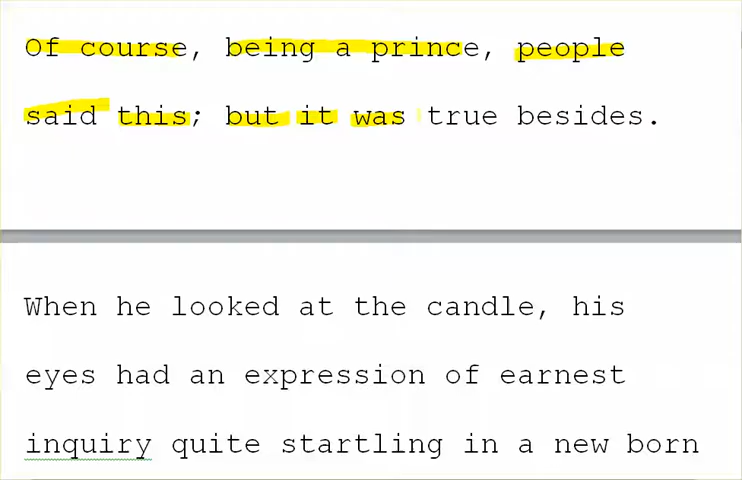 Of course, being a prince, people
said this; but it was true besides.
When he looked at the candle, his
eyes had an expression of earnest
inquiry quite startling in a new born